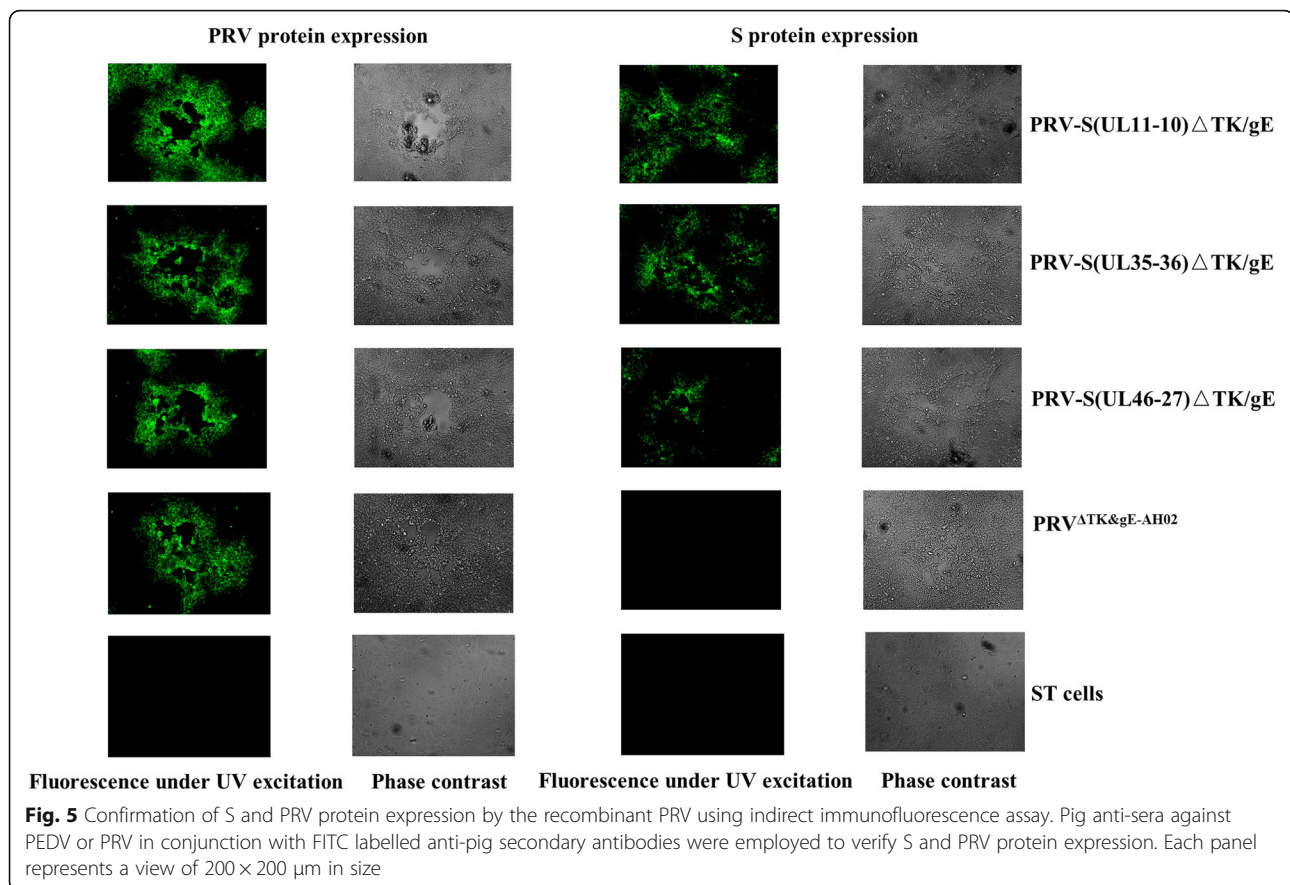 PRV protein expression
S protein expression
PRV-S(UL11-10)△TK/gE
PRV-S(UL35-36)△TK/gE
PRV-S(UL46-27)△TK/gE
PRVΔTK&gE-AH02
ST cells
Fluorescence under UV excitation
Phase contrast
Fluorescence under UV excitation
Phase contrast
Fig. 5 Confirmation of S and PRV protein expression by the recombinant PRV using indirect immunofluorescence assay. Pig anti-sera against
PEDV or PRV in conjunction with FITC labelled anti-pig secondary antibodies were employed to verify S and PRV protein expression. Each panel
represents a view of 200 × 200 μm in size